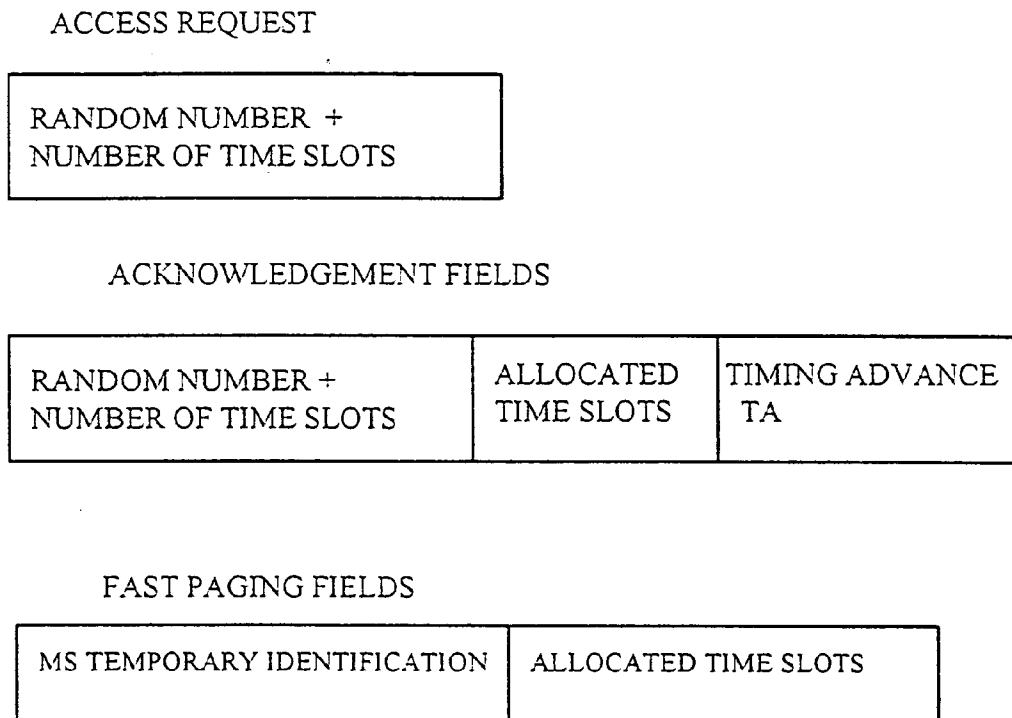 ACCESS REQUEST
RANDOM NUMBER +
NUMBER OF TIME SLOTS
ACKNOWLEDGEMENT FIELDS
RANDOM NUMBER +
NUMBER OF TIME SLOTS
ALLOCATED
TIME SLOTS
TIMING ADVANCE
TA
FAST PAGING FIELDS
MS TEMPORARY IDENTIFICATION
ALLOCATED TIME SLOTS